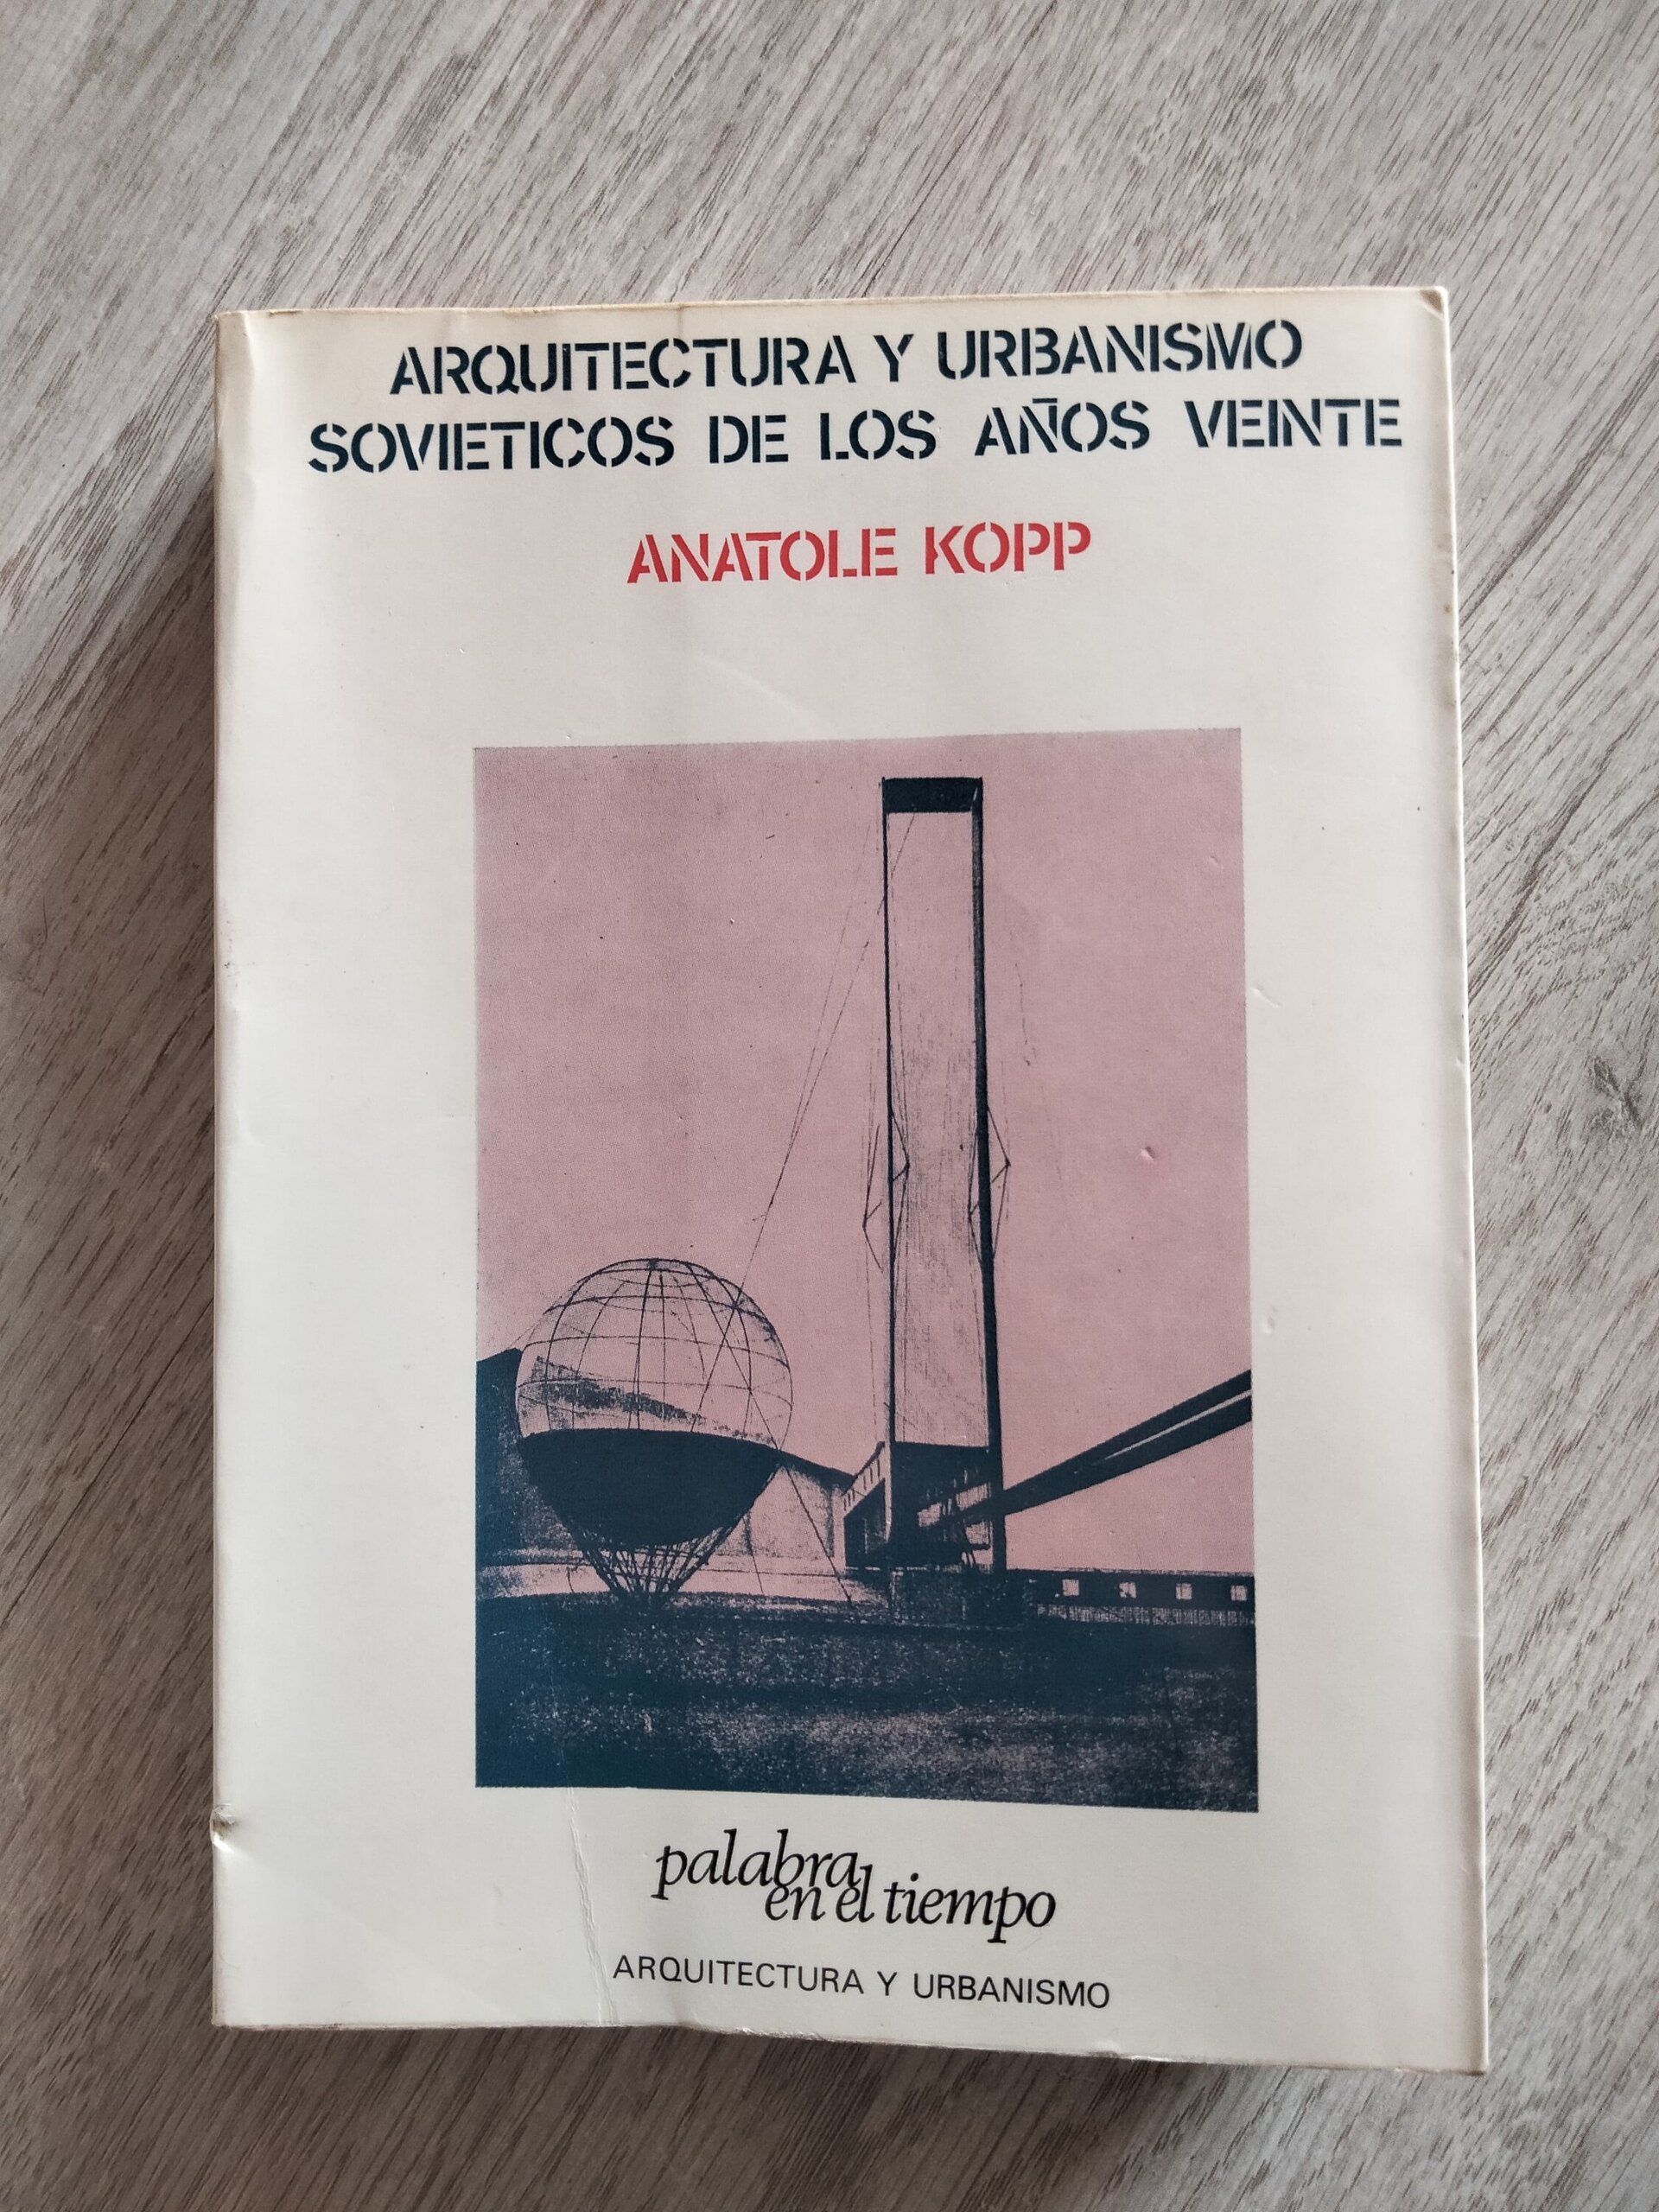 ARQUITECTURA Y URBANISMO
SOVIETICOS DE LOS AÑOS VEINTE
ANATOLE KOPP
palabra
en el tiempo
ARQUITECTURA Y URBANISMO